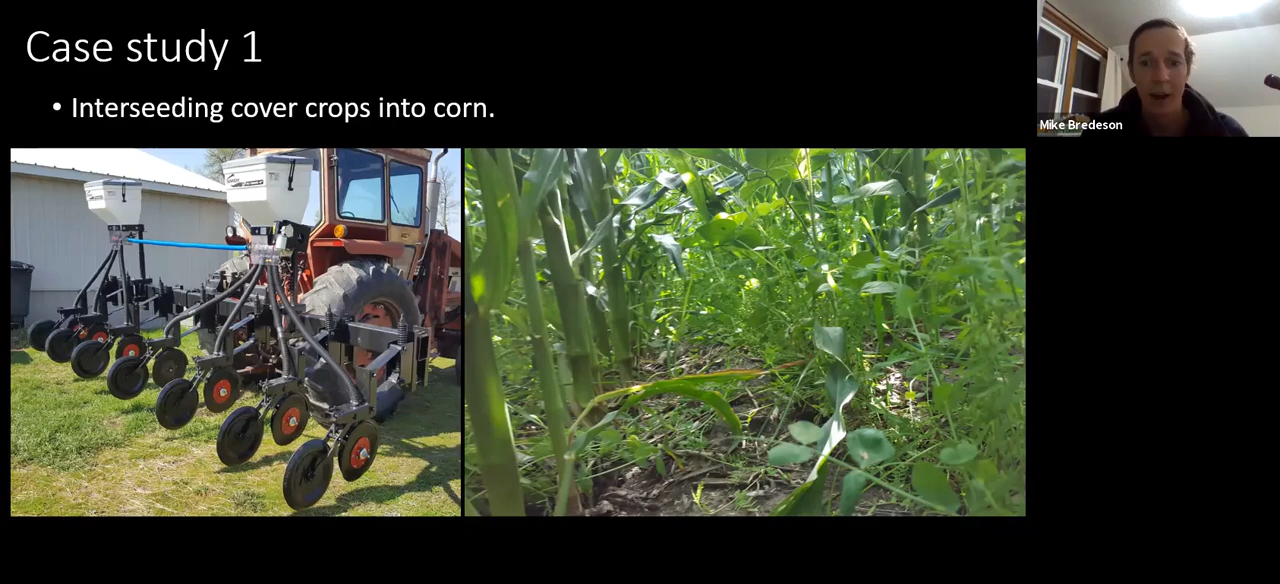 Case study 1
• Interseeding cover crops into corn.
Mike Bredeson